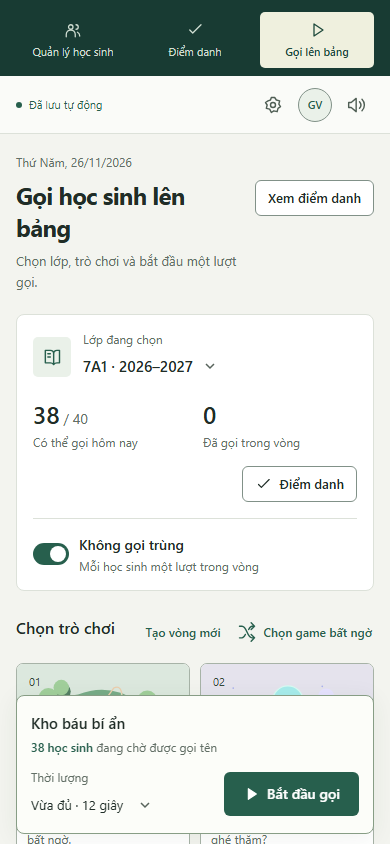 Quản lý học sinh
Điểm danh
Gọi lên bảng
Đã lưu tự động
GV
Thứ Năm, 26/11/2026
Gọi học sinh lên
bảng
Xem điểm danh
Chọn lớp, trò chơi và bắt đầu một lượt
gọi.
Lớp đang chọn
7A1 · 2026–2027
38 / 40
Có thể gọi hôm nay
0
Đã gọi trong vòng
Điểm danh
Không gọi trùng
Mỗi học sinh một lượt trong vòng
Chọn trò chơi
Tạo vòng mới
Chọn game bất ngờ
01
02
Kho báu bí ẩn
38 học sinh đang chờ được gọi tên
Thời lượng
Vừa đủ · 12 giây
Bắt đầu gọi
bất ngờ.
ghé thăm?